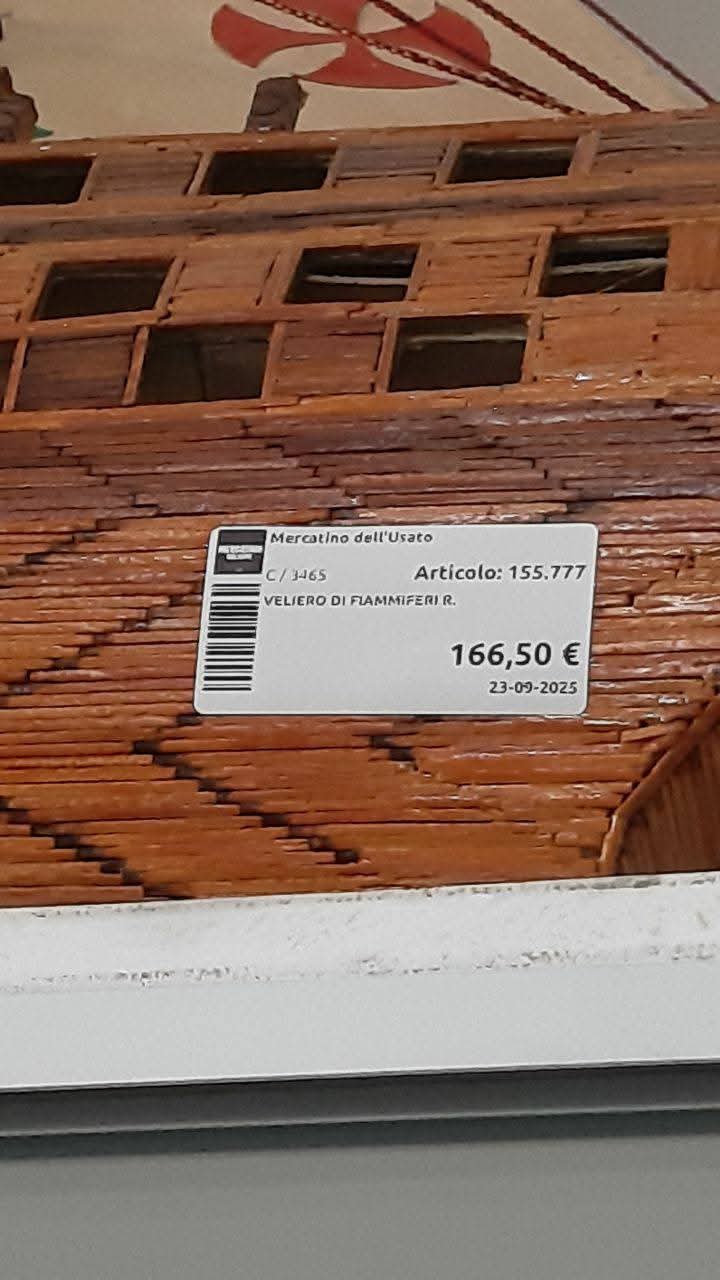 Mercatino dell'Usato
C / 3465
Articolo: 155.777
VELIERO DI FIAMMIFERI R.
166,50 €
23-09-2025